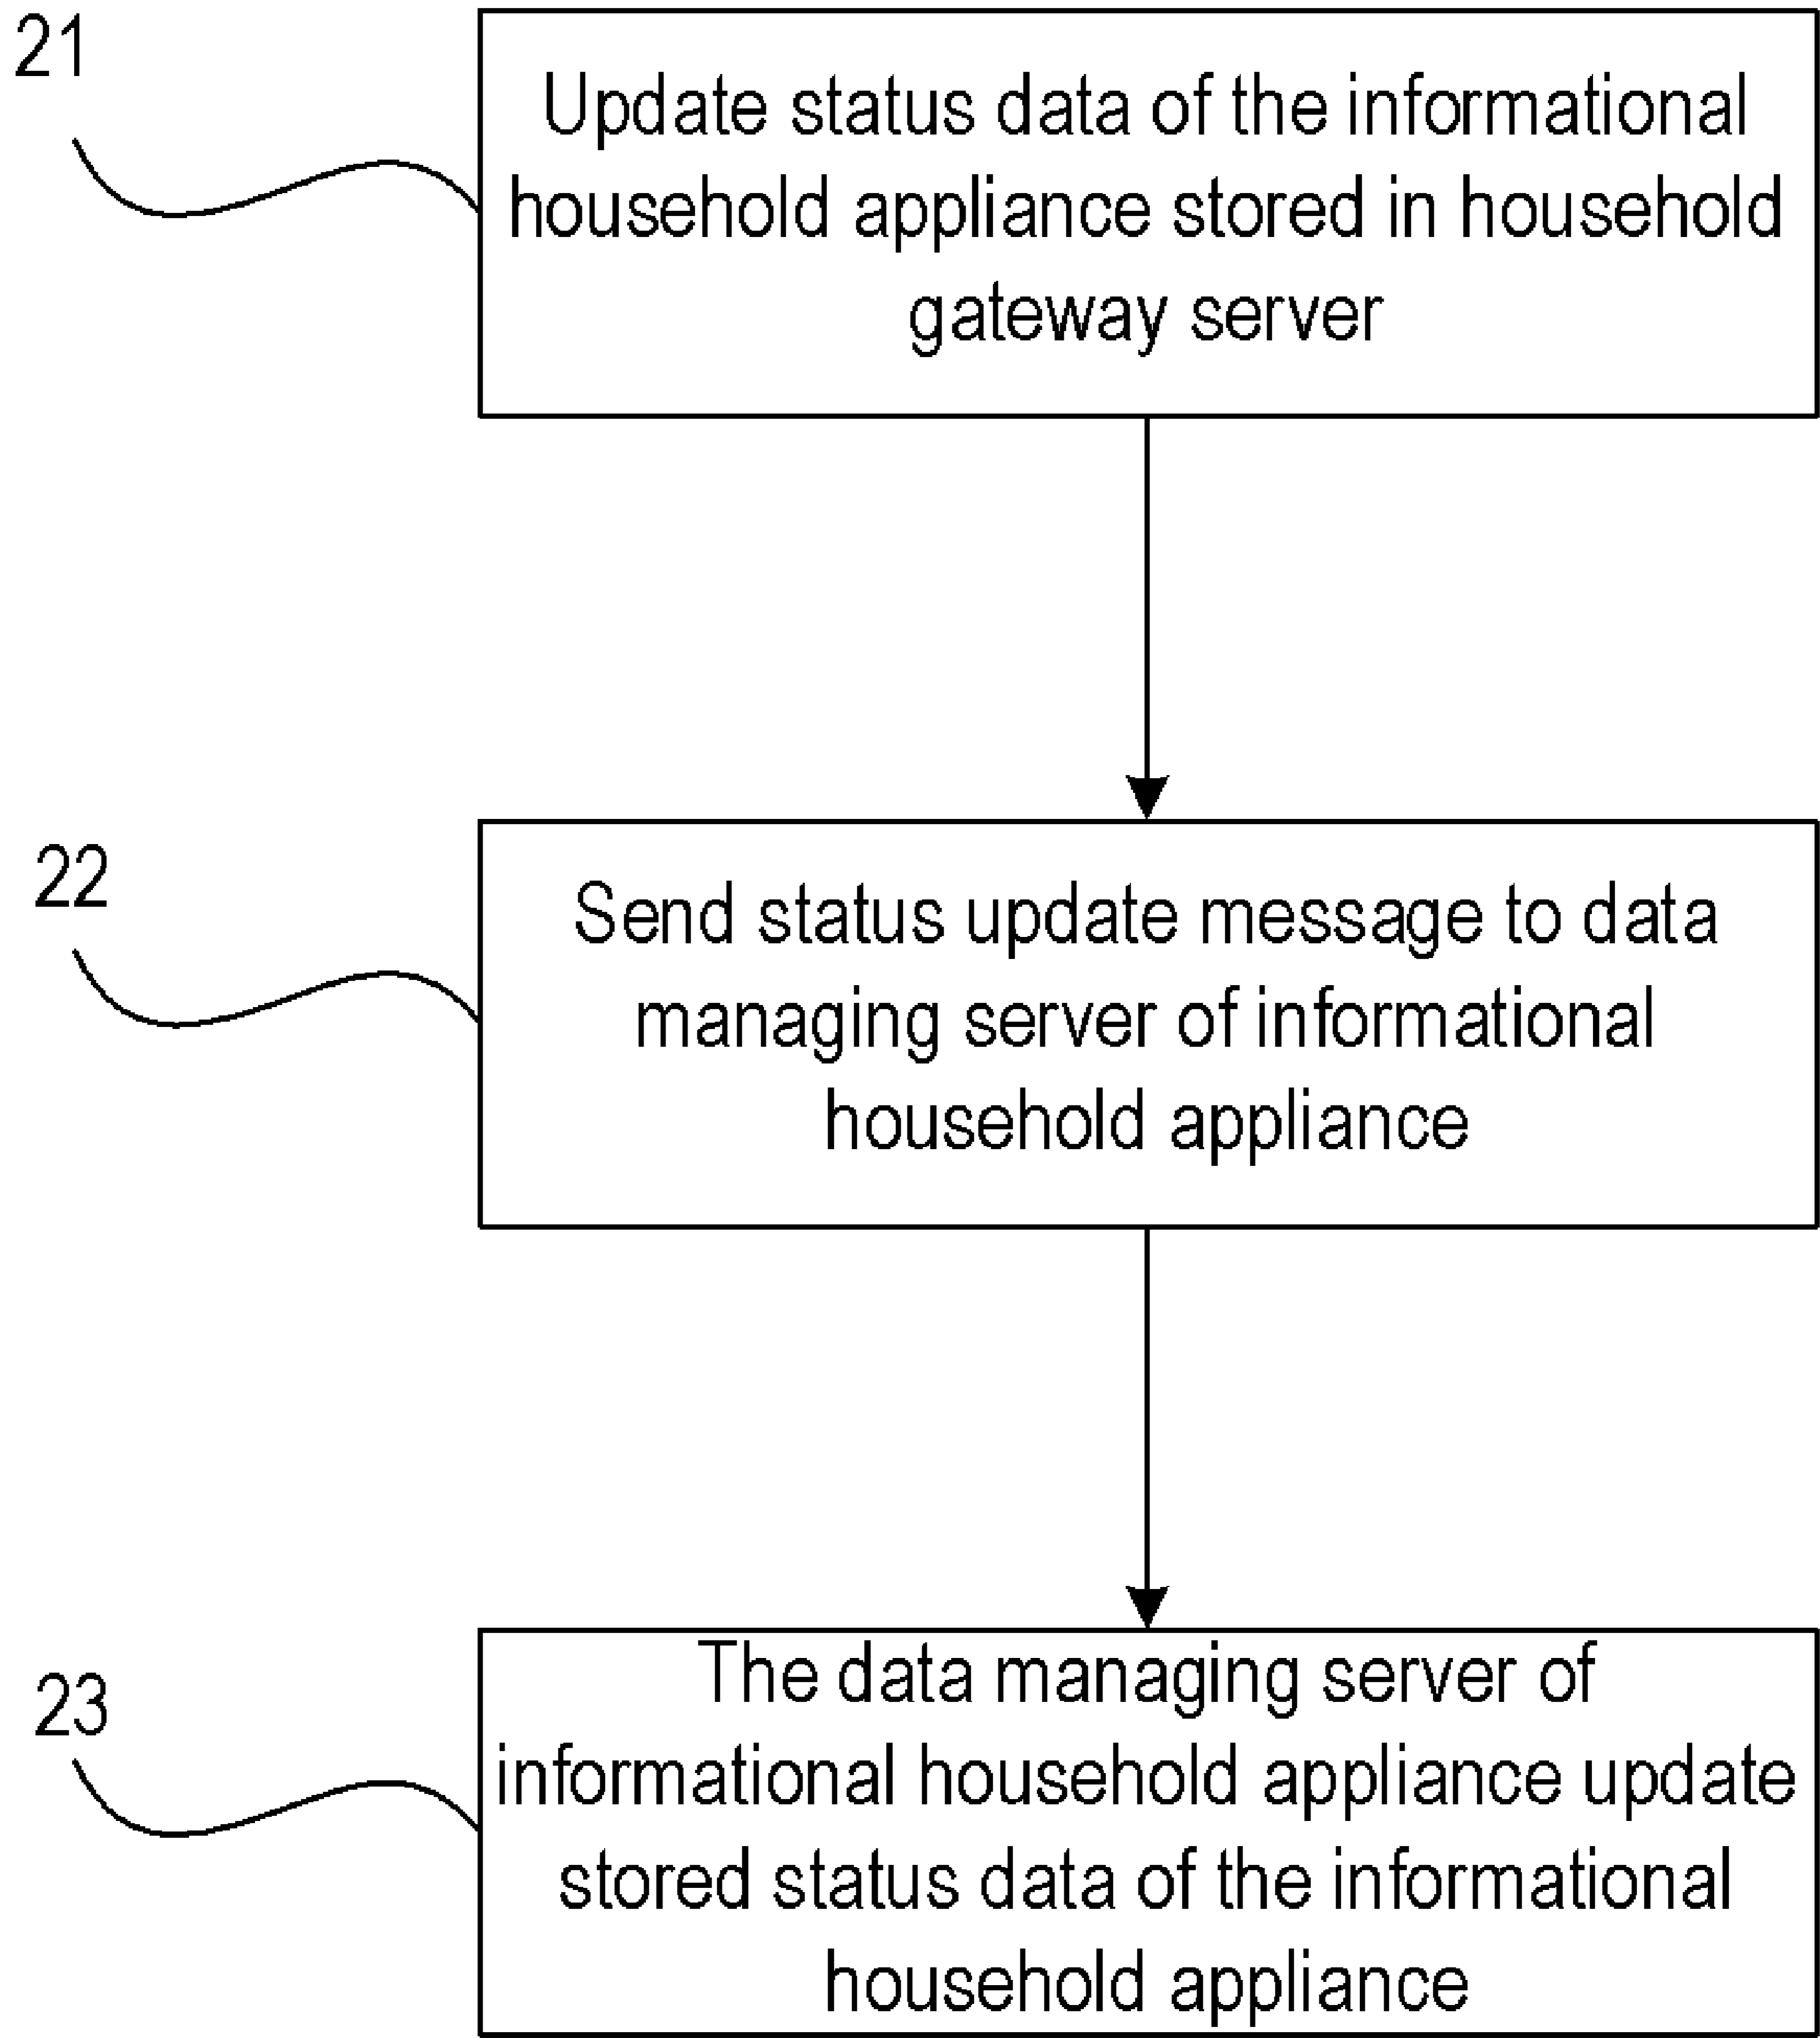 21
Update status data of the informational
household appliance stored in household
gateway server
22
Send status update message to data
managing server of informational
household appliance
23
The data managing server of
informational household appliance update
stored status data of the informational
household appliance